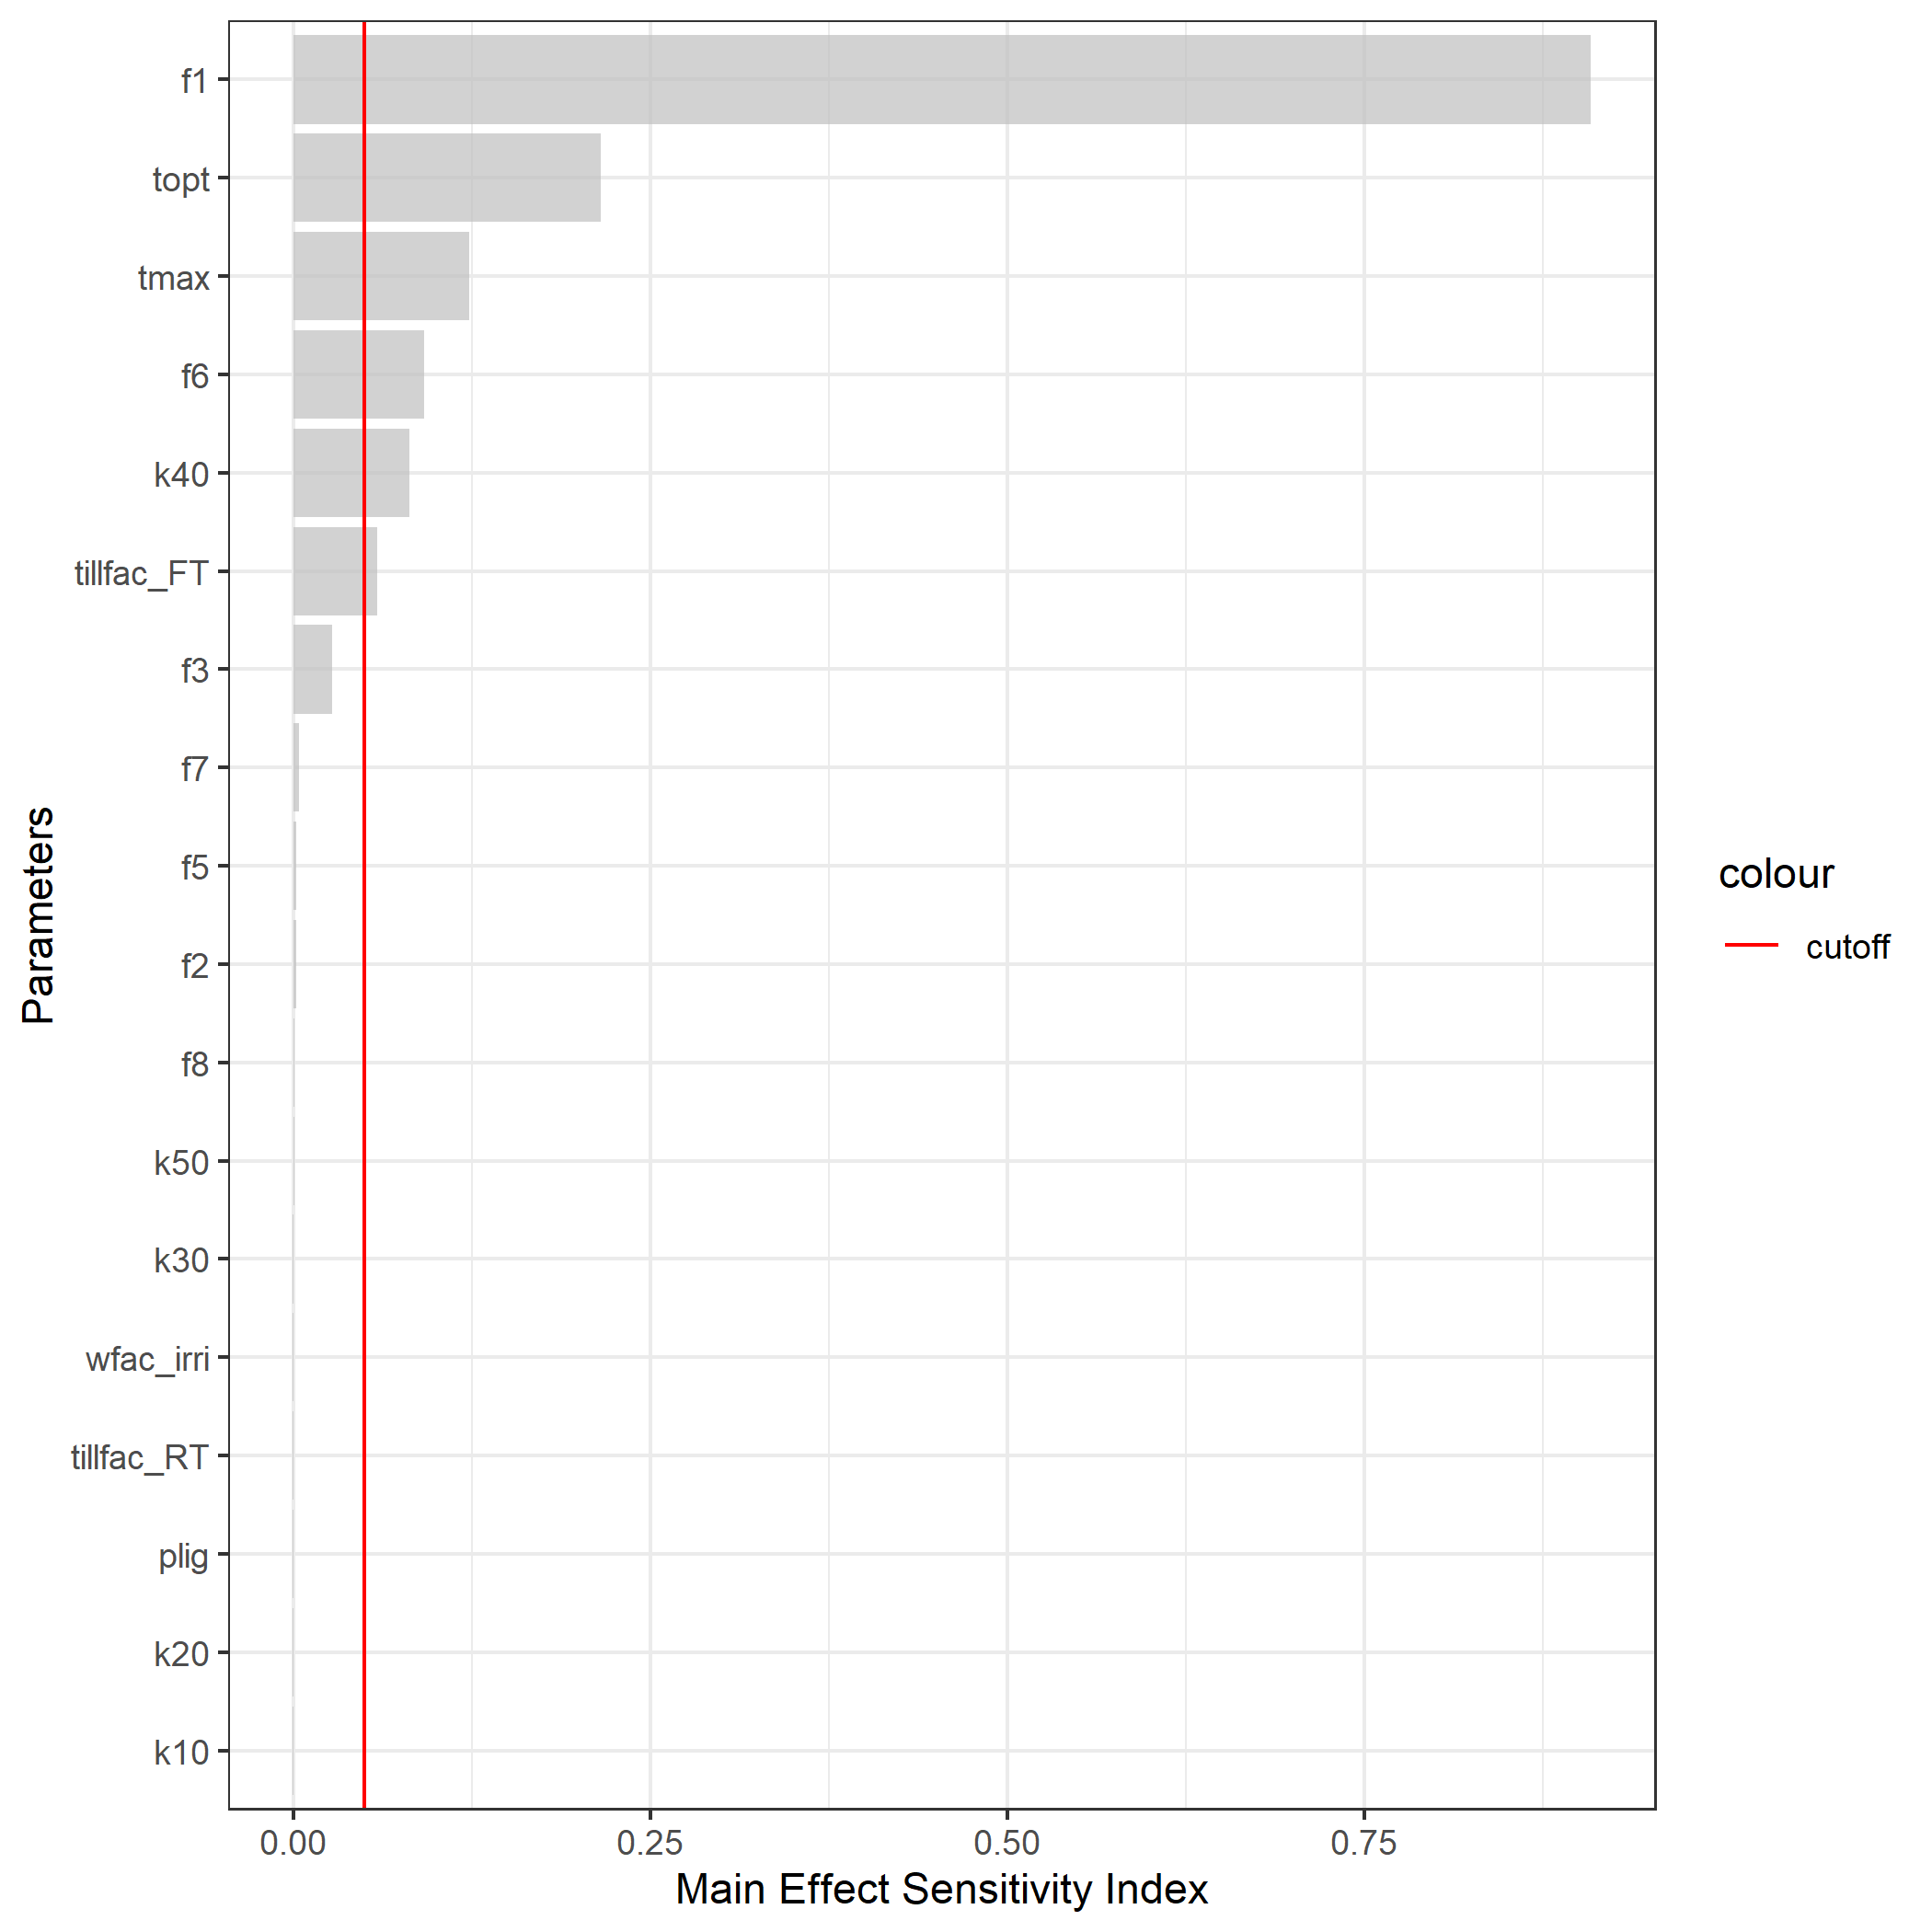 f1
topt
tmax
f6
k40
tillfac_FT
f3
f7
f5
f2
f8
k50
k30
wfac_irri
tillfac_RT
plig
k20
k10
Parameters
0.00 0.25 0.50 0.75
Main Effect Sensitivity Index
colour
cutoff